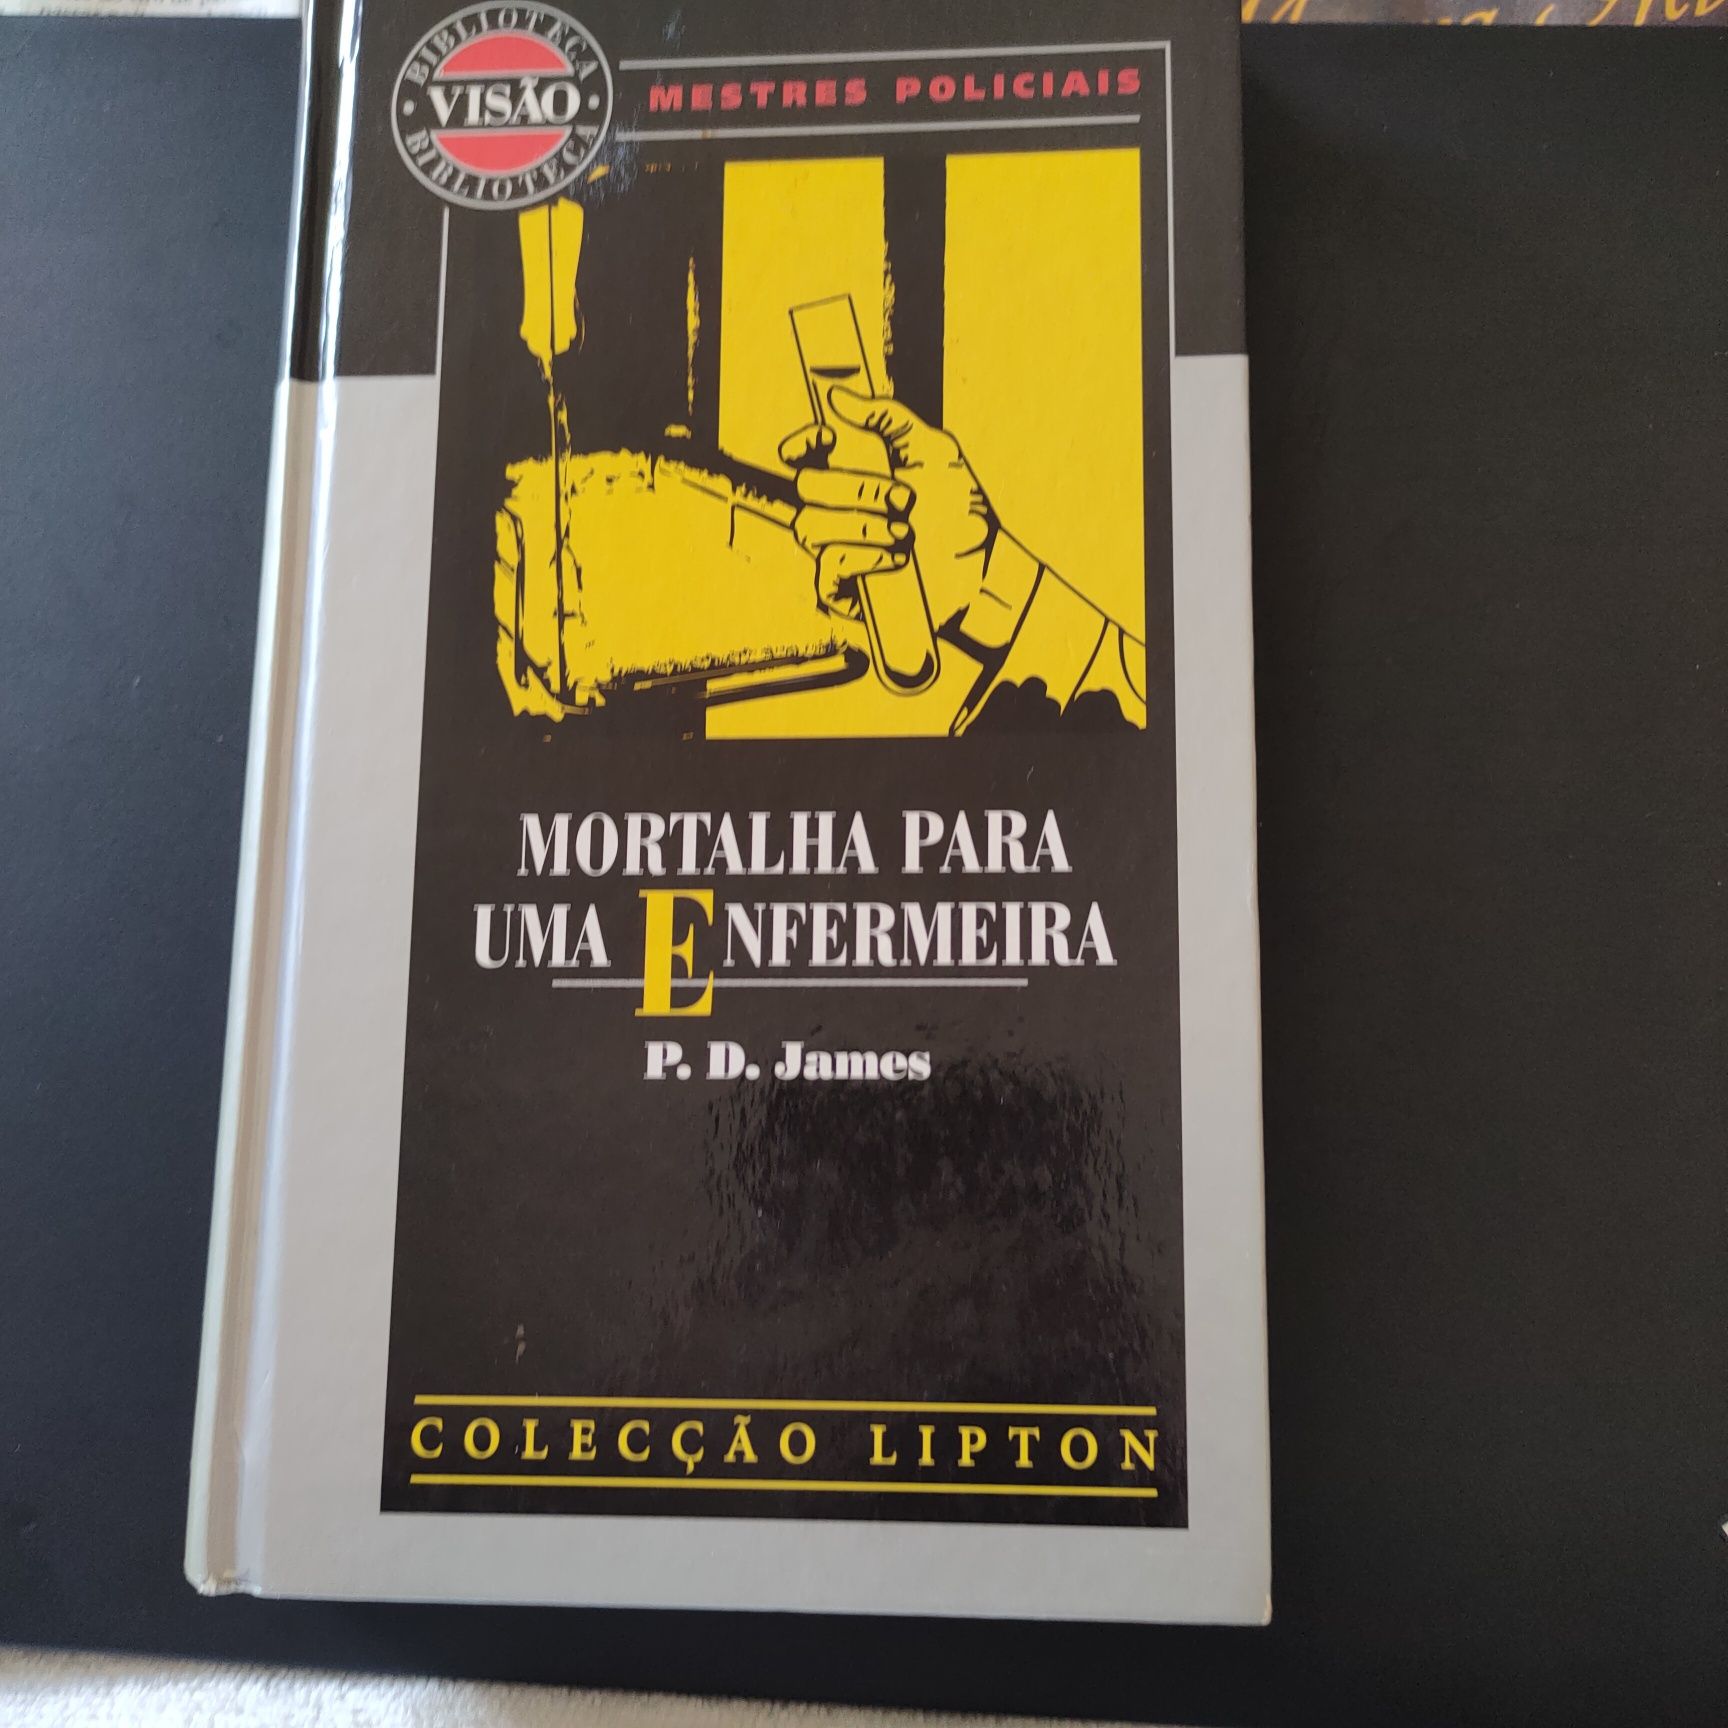 BIBLIOTECA
VISÃO
BIBLIOTECA
MESTRES POLICIAIS
MORTALHA PARA
UMA ENFERMEIRA
P. D. James
COLECÇÃO LIPTON